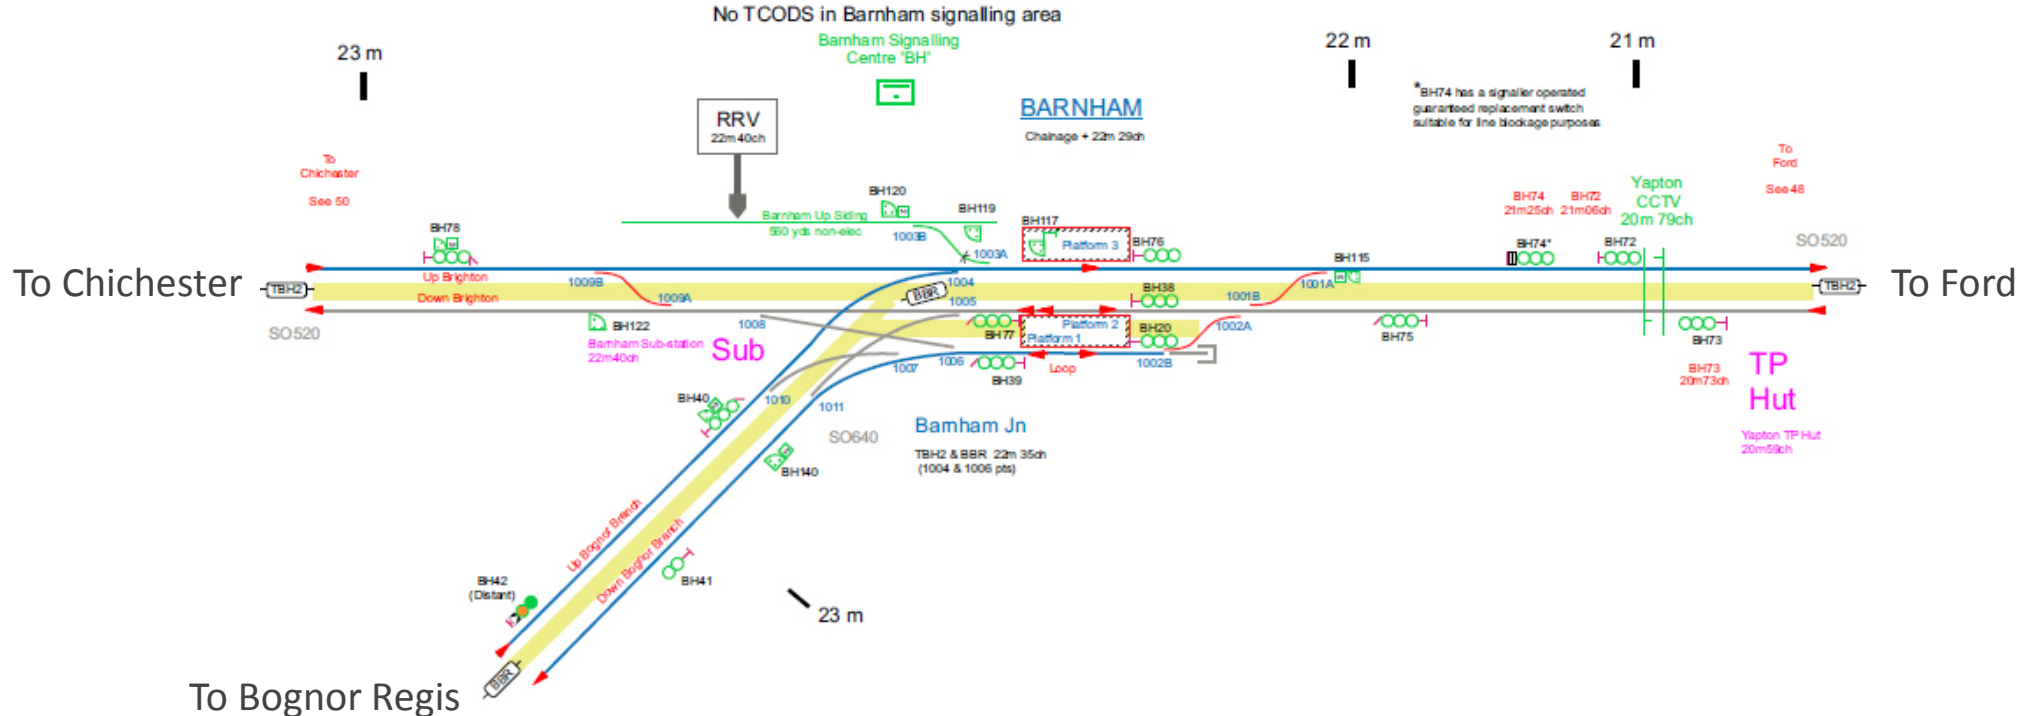 No TCODS in Barnham signalling area
Barnham Signalling
Centre 'BH'
23 m
22 m
21 m
RRV
22m 40ch
BARNHAM
Chainage + 22m 29ch
*BH74 has a signaller operated
guaranteed replacement switch
suitable for line blockage purposes
To
Chichester
See 50
To
Ford
See 48
Yapton
CCTV
20m 79ch
BH74
21m25ch
BH72
21m06ch
BH120
BH119
BH117
BH78
Barnham Up Siding
560 yds non-elec
1003B
1003A
Platform 3
BH76
BH115
BH74*
BH72
SO520
To Chichester
TBH2
Up Brighton
Down Brighton
1009B
1009A
BBR
1004
1005
BH38
1001B
1001A
TBH2
To Ford
SO520
BH122
Barnham Sub-station
22m40ch
Sub
1008
BH77
Platform 2
Platform 1
BH20
1002A
BH75
BH73
1007
1006
BH39
Loop
1002B
BH73
20m73ch
TP
Hut
Yapton TP Hut
20m59ch
BH40
1010
1011
SO640
Barnham Jn
TBH2 & BBR 22m 35ch
(1004 & 1006 pts)
BH140
Up Bognor Branch
Down Bognor Branch
BH41
BH42
(Distant)
23 m
BBR
To Bognor Regis